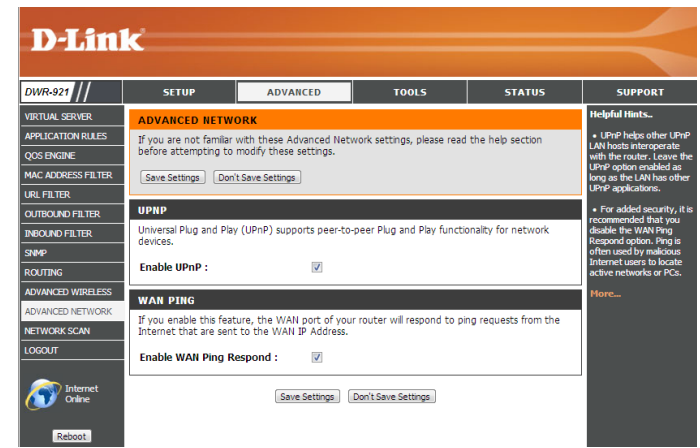 D-Link
DWR-921 //
SETUP
ADVANCED
TOOLS
STATUS
SUPPORT
VIRTUAL SERVER
APPLICATION RULES
QOS ENGINE
MAC ADDRESS FILTER
URL FILTER
OUTBOUND FILTER
INBOUND FILTER
SNMP
ROUTING
ADVANCED WIRELESS
ADVANCED NETWORK
NETWORK SCAN
LOGOUT
Internet
Online
Reboot
ADVANCED NETWORK
If you are not familar with these Advanced Network settings, please read the help section
before attempting to modify these settings.
Save Settings
Don't Save Settings
UPNP
Universal Plug and Play (UPnP) supports peer-to-peer Plug and Play functionality for network
devices.
Enable UPnP :
WAN PING
If you enable this feature, the WAN port of your router will respond to ping requests from the
Internet that are sent to the WAN IP Address.
Enable WAN Ping Respond :
Save Settings
Don't Save Settings
Helpful Hints..
• UPnP helps other UPnP
LAN hosts interoperate
with the router. Leave the
UPnP option enabled as
long as the LAN has other
UPnP applications.
• For added security, it is
recommended that you
disable the WAN Ping
Respond option. Ping is
often used by malicious
Internet users to locate
active networks or PCs.
More...